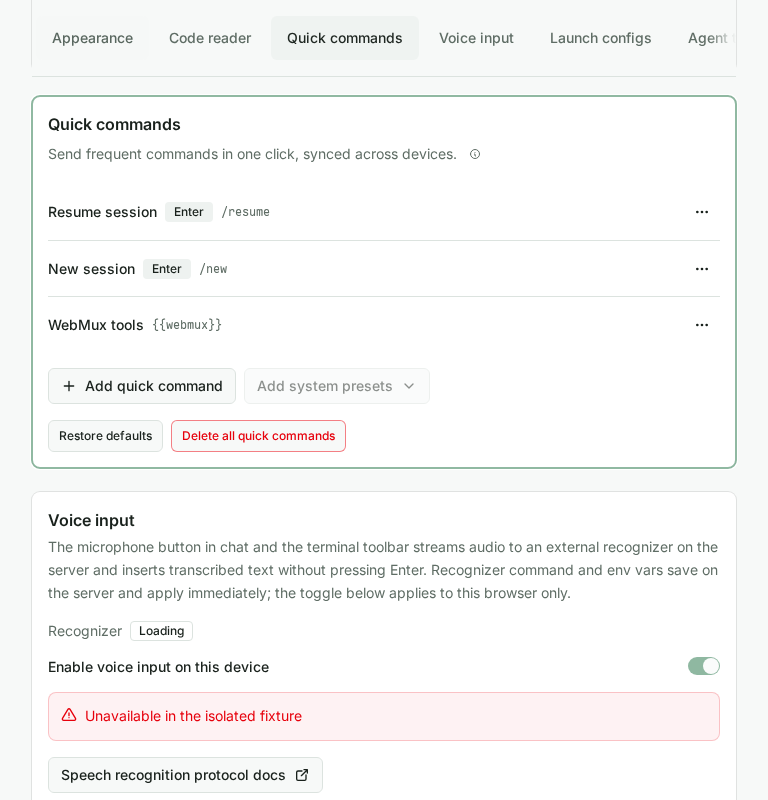 Appearance Code reader Quick commands Voice input Launch configs Agent
Quick commands
Send frequent commands in one click, synced across devices.
Resume session Enter /resume
New session Enter /new
WebMux tools {{webmux}}
Add quick command Add system presets
Restore defaults Delete all quick commands
Voice input
The microphone button in chat and the terminal toolbar streams audio to an external recognizer on the
server and inserts transcribed text without pressing Enter. Recognizer command and env vars save on
the server and apply immediately; the toggle below applies to this browser only.
Recognizer Loading
Enable voice input on this device
Unavailable in the isolated fixture
Speech recognition protocol docs